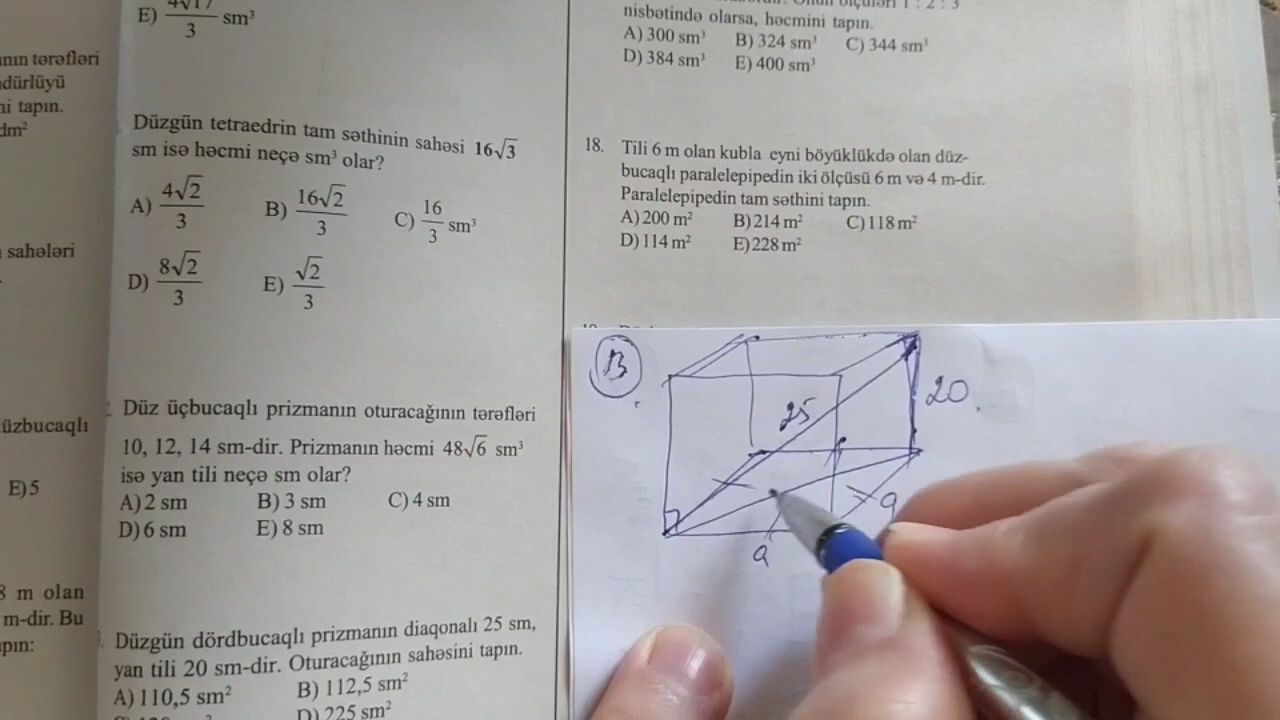 nın tərəfləri
dürlüyü
ni tapın.
dm²
sahələri
üzbucaqlı
E) 5
8 m olan
m-dir. Bu
pın:
E) 4√17/3 sm³
Düzgün tetraedrin tam səthinin sahəsi 16√3
sm isə həcmi neçə sm³ olar?
A) 4√2/3 B) 16√2/3 C) 16/3 sm³
D) 8√2/3 E) √2/3
Düz üçbucaqlı prizmanın oturacağının tərəfləri
10, 12, 14 sm-dir. Prizmanın həcmi 48√6 sm³
isə yan tili neçə sm olar?
A) 2 sm B) 3 sm C) 4 sm
D) 6 sm E) 8 sm
Düzgün dördbucaqlı prizmanın diaqonalı 25 sm,
yan tili 20 sm-dir. Oturacağının sahəsini tapın.
A) 110,5 sm² B) 112,5 sm²
D) 225 sm²
ölçüləri 1 : 2 : 3
nisbətində olarsa, həcmini tapın.
A) 300 sm³ B) 324 sm³ C) 344 sm³
D) 384 sm³ E) 400 sm³
18. Tili 6 m olan kubla eyni böyüklükdə olan düz-
bucaqlı paralelepipedin iki ölçüsü 6 m və 4 m-dir.
Paralelepipedin tam səthini tapın.
A) 200 m² B) 214 m² C) 118 m²
D) 114 m² E) 228 m²
B
25
20
a
a